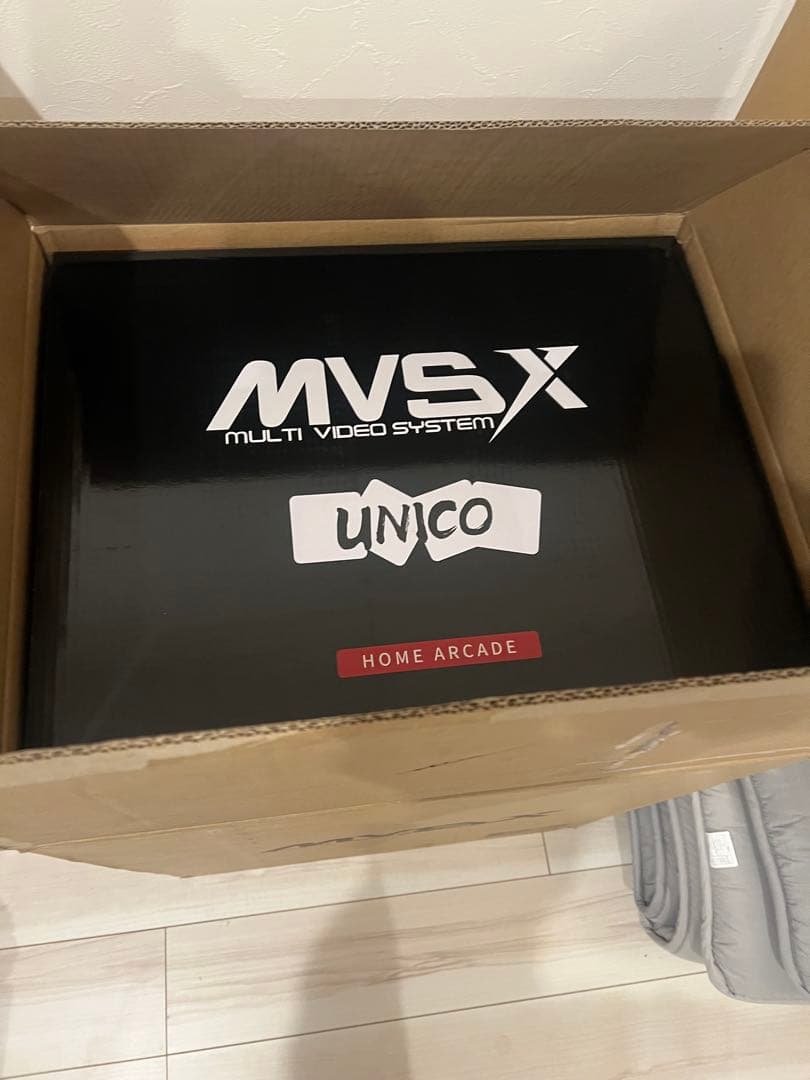 MVSX
MULTI VIDEO SYSTEM
UNICO
HOME ARCADE